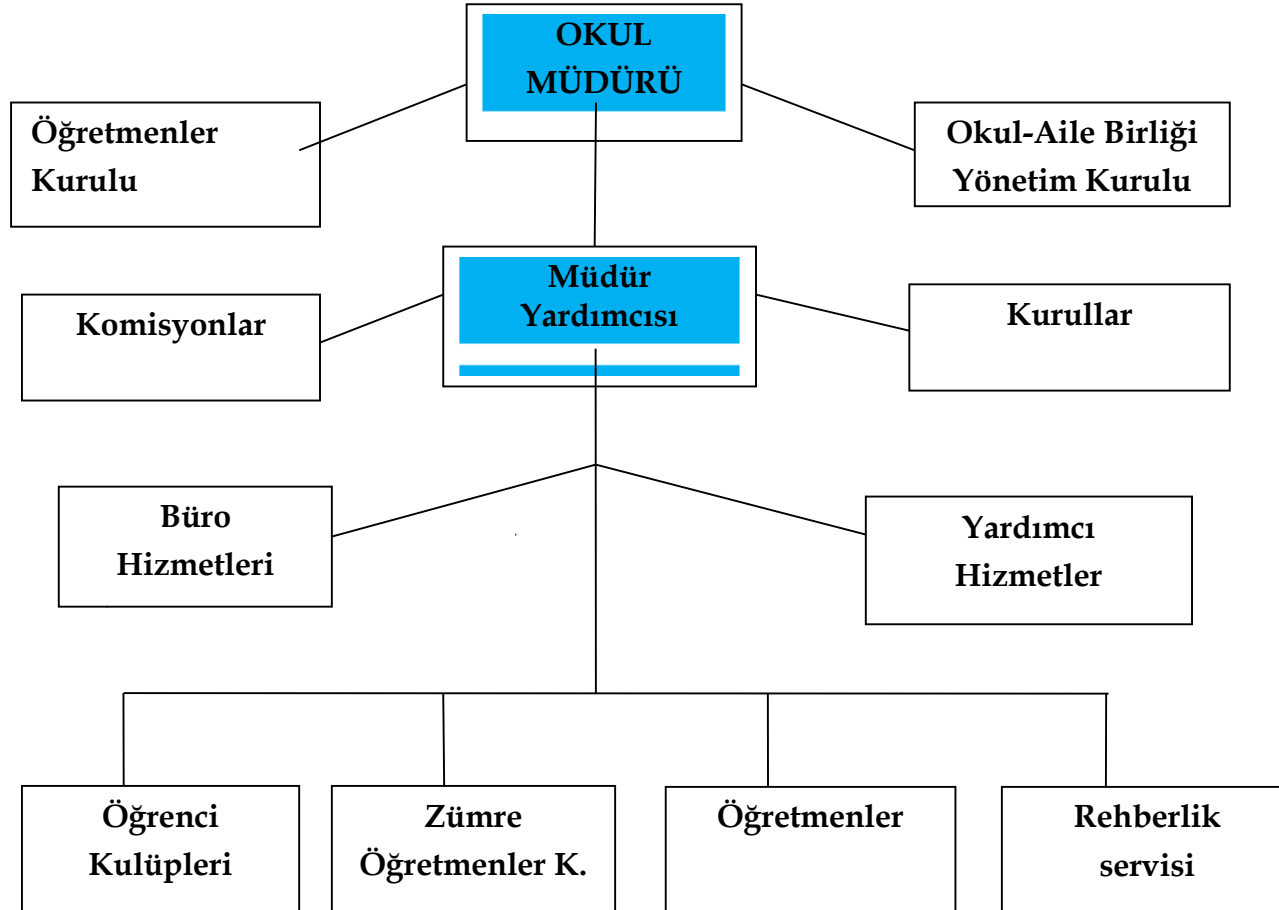 OKUL
MÜDÜRÜ
Öğretmenler
Kurulu
Okul-Aile Birliği
Yönetim Kurulu
Müdür
Yardımcısı
Komisyonlar
Kurullar
Büro
Hizmetleri
Yardımcı
Hizmetler
Öğrenci
Kulüpleri
Zümre
Öğretmenler K.
Öğretmenler
Rehberlik
servisi